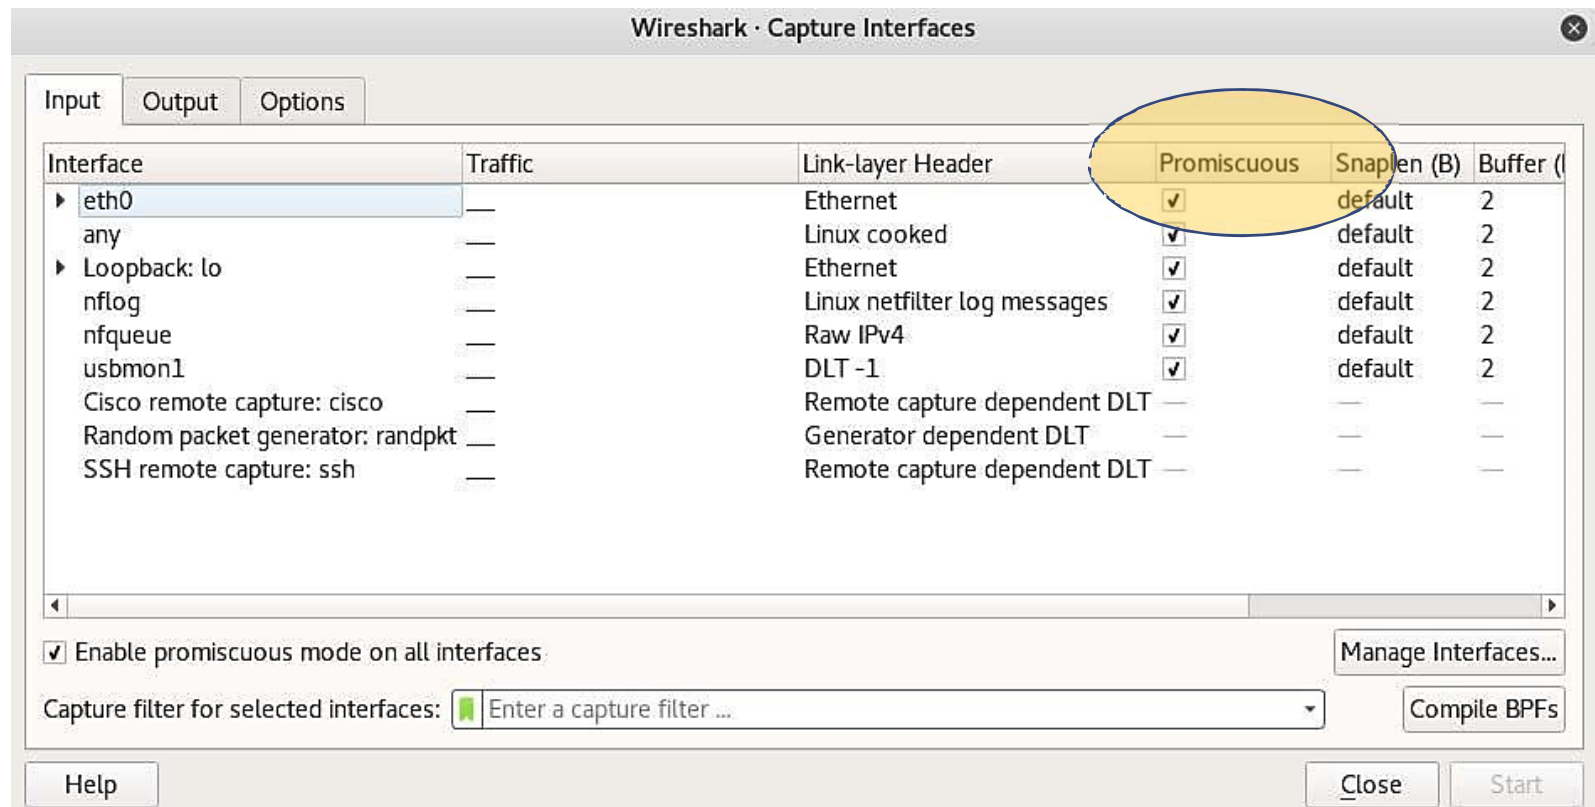 Wireshark · Capture Interfaces
Input Output Options
Interface Traffic Link-layer Header Promiscuous Snaplen (B) Buffer (
eth0 Ethernet default 2
any Linux cooked default 2
Loopback: lo Ethernet default 2
nflog Linux netfilter log messages default 2
nfqueue Raw IPv4 default 2
usbmon1 DLT -1 default 2
Cisco remote capture: cisco Remote capture dependent DLT — — —
Random packet generator: randpkt Generator dependent DLT — — —
SSH remote capture: ssh Remote capture dependent DLT — — —
Enable promiscuous mode on all interfaces Manage Interfaces...
Capture filter for selected interfaces: Enter a capture filter ... Compile BPFs
Help Close Start